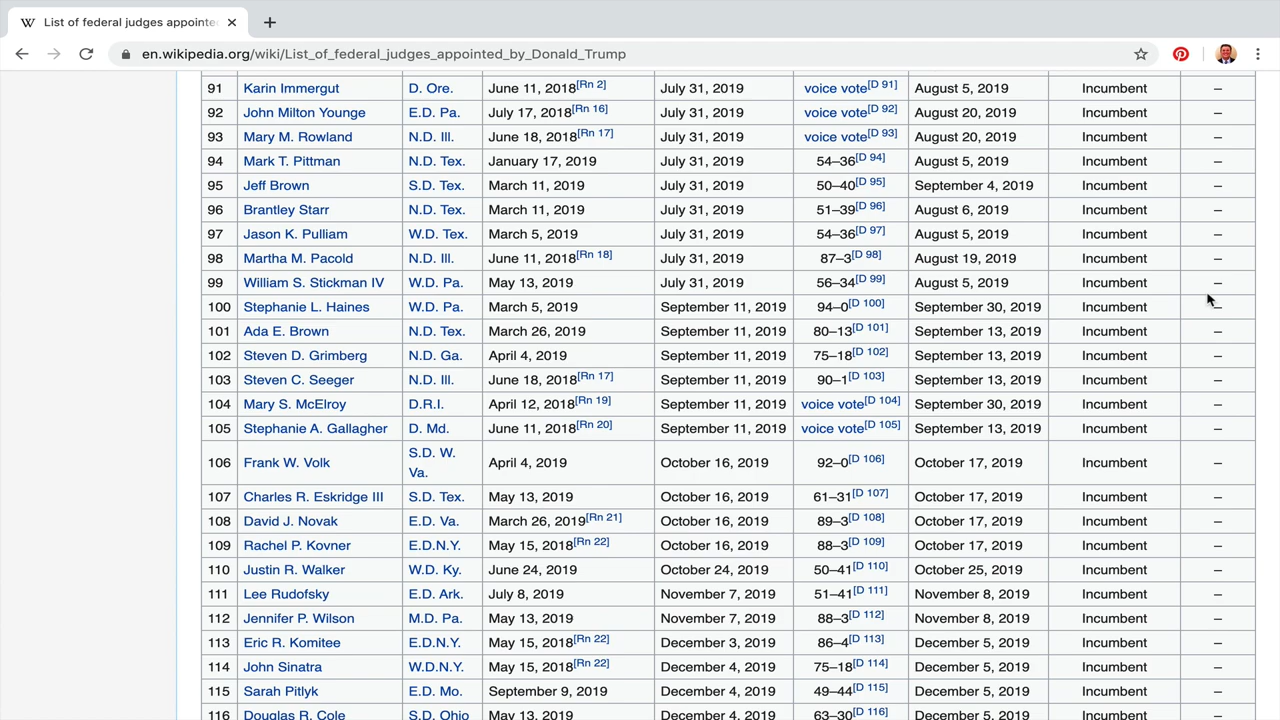 List of federal judges appointe
en.wikipedia.org/wiki/List_of_federal_judges_appointed_by_Donald_Trump
91 Karin Immergut D. Ore. June 11, 2018[Rn 2] July 31, 2019 voice vote[D 91] August 5, 2019 Incumbent –
92 John Milton Younge E.D. Pa. July 17, 2018[Rn 16] July 31, 2019 voice vote[D 92] August 20, 2019 Incumbent –
93 Mary M. Rowland N.D. Ill. June 18, 2018[Rn 17] July 31, 2019 voice vote[D 93] August 20, 2019 Incumbent –
94 Mark T. Pittman N.D. Tex. January 17, 2019 July 31, 2019 54–36[D 94] August 5, 2019 Incumbent –
95 Jeff Brown S.D. Tex. March 11, 2019 July 31, 2019 50–40[D 95] September 4, 2019 Incumbent –
96 Brantley Starr N.D. Tex. March 11, 2019 July 31, 2019 51–39[D 96] August 6, 2019 Incumbent –
97 Jason K. Pulliam W.D. Tex. March 5, 2019 July 31, 2019 54–36[D 97] August 5, 2019 Incumbent –
98 Martha M. Pacold N.D. Ill. June 11, 2018[Rn 18] July 31, 2019 87–3[D 98] August 19, 2019 Incumbent –
99 William S. Stickman IV W.D. Pa. May 13, 2019 July 31, 2019 56–34[D 99] August 5, 2019 Incumbent –
100 Stephanie L. Haines W.D. Pa. March 5, 2019 September 11, 2019 94–0[D 100] September 30, 2019 Incumbent –
101 Ada E. Brown N.D. Tex. March 26, 2019 September 11, 2019 80–13[D 101] September 13, 2019 Incumbent –
102 Steven D. Grimberg N.D. Ga. April 4, 2019 September 11, 2019 75–18[D 102] September 13, 2019 Incumbent –
103 Steven C. Seeger N.D. Ill. June 18, 2018[Rn 17] September 11, 2019 90–1[D 103] September 13, 2019 Incumbent –
104 Mary S. McElroy D.R.I. April 12, 2018[Rn 19] September 11, 2019 voice vote[D 104] September 30, 2019 Incumbent –
105 Stephanie A. Gallagher D. Md. June 11, 2018[Rn 20] September 11, 2019 voice vote[D 105] September 13, 2019 Incumbent –
106 Frank W. Volk S.D. W. Va. April 4, 2019 October 16, 2019 92–0[D 106] October 17, 2019 Incumbent –
107 Charles R. Eskridge III S.D. Tex. May 13, 2019 October 16, 2019 61–31[D 107] October 17, 2019 Incumbent –
108 David J. Novak E.D. Va. March 26, 2019[Rn 21] October 16, 2019 89–3[D 108] October 17, 2019 Incumbent –
109 Rachel P. Kovner E.D.N.Y. May 15, 2018[Rn 22] October 16, 2019 88–3[D 109] October 17, 2019 Incumbent –
110 Justin R. Walker W.D. Ky. June 24, 2019 October 24, 2019 50–41[D 110] October 25, 2019 Incumbent –
111 Lee Rudofsky E.D. Ark. July 8, 2019 November 7, 2019 51–41[D 111] November 8, 2019 Incumbent –
112 Jennifer P. Wilson M.D. Pa. May 13, 2019 November 7, 2019 88–3[D 112] November 8, 2019 Incumbent –
113 Eric R. Komitee E.D.N.Y. May 15, 2018[Rn 22] December 3, 2019 86–4[D 113] December 5, 2019 Incumbent –
114 John Sinatra W.D.N.Y. May 15, 2018[Rn 22] December 4, 2019 75–18[D 114] December 5, 2019 Incumbent –
115 Sarah Pitlyk E.D. Mo. September 9, 2019 December 4, 2019 49–44[D 115] December 5, 2019 Incumbent –
116 Douglas R. Cole S.D. Ohio May 13, 2019 December 4, 2019 63–30[D 116] December 5, 2019 Incumbent –